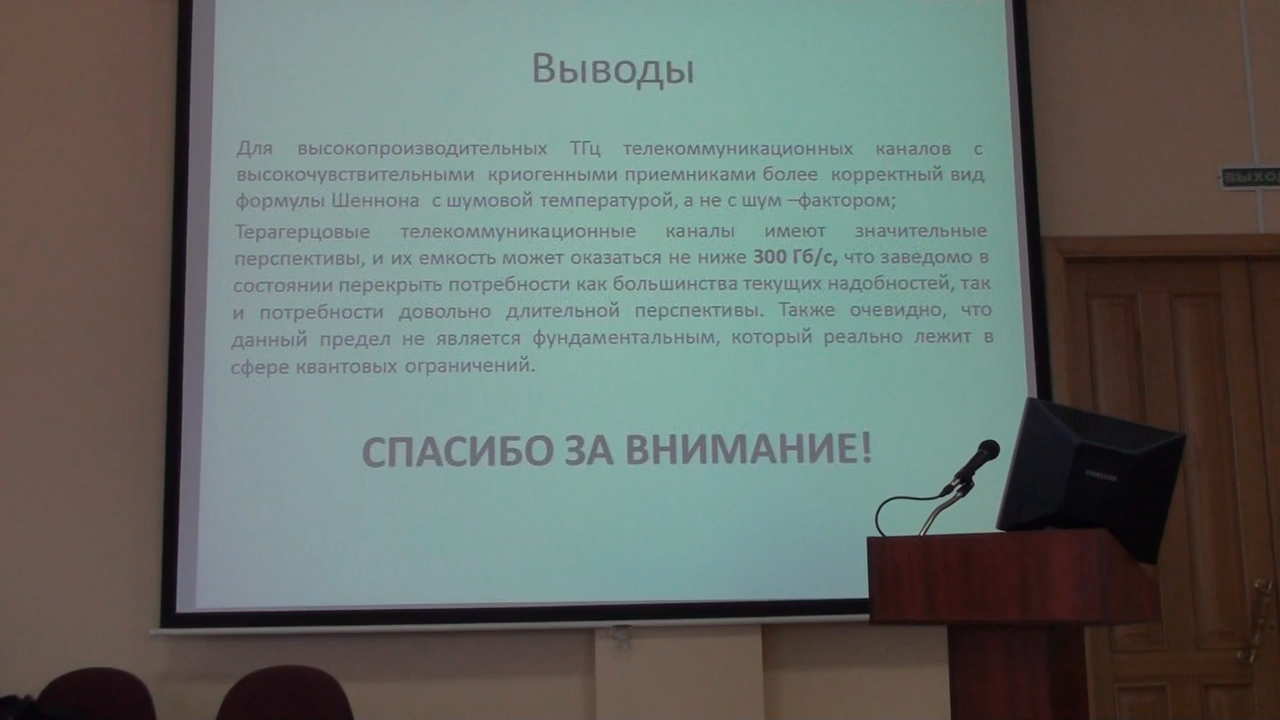 Выводы
Для высокопроизводительных ТГц телекоммуникационных каналов с
высокочувствительными криогенными приемниками более корректный вид
формулы Шеннона с шумовой температурой, а не с шум –фактором;
Терагерцовые телекоммуникационные каналы имеют значительные
перспективы, и их емкость может оказаться не ниже 300 Гб/с, что заведомо в
состоянии перекрыть потребности как большинства текущих надобностей, так
и потребности довольно длительной перспективы. Также очевидно, что
данный предел не является фундаментальным, который реально лежит в
сфере квантовых ограничений.
СПАСИБО ЗА ВНИМАНИЕ!
ВЫХО
SAMSUNG